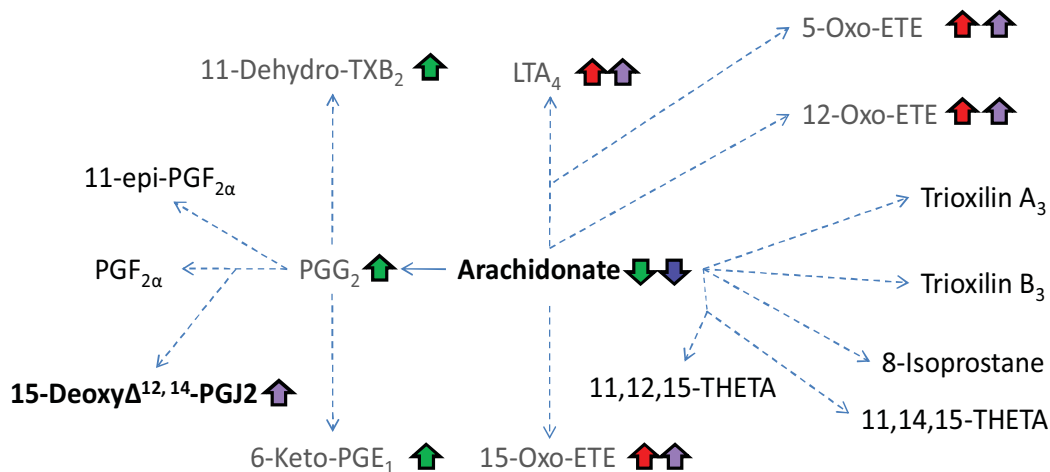 5-Oxo-ETE
11-Dehydro-TXB₂
LTA₄
12-Oxo-ETE
11-epi-PGF₂α
Trioxilin A₃
PGF₂α
PGG₂
Arachidonate
Trioxilin B₃
8-Isoprostane
15-DeoxyΔ¹²,¹⁴-PGJ2
11,12,15-THETA
11,14,15-THETA
6-Keto-PGE₁
15-Oxo-ETE